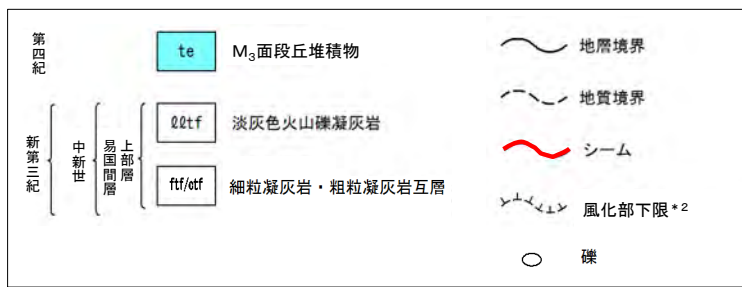 第四紀
te M₃面段丘堆積物
新第三紀
中新世
易国間層
上部層
ℓℓtf 淡灰色火山礫凝灰岩
ftf/ctf 細粒凝灰岩・粗粒凝灰岩互層
地層境界
地質境界
シーム
風化部下限*2
礫